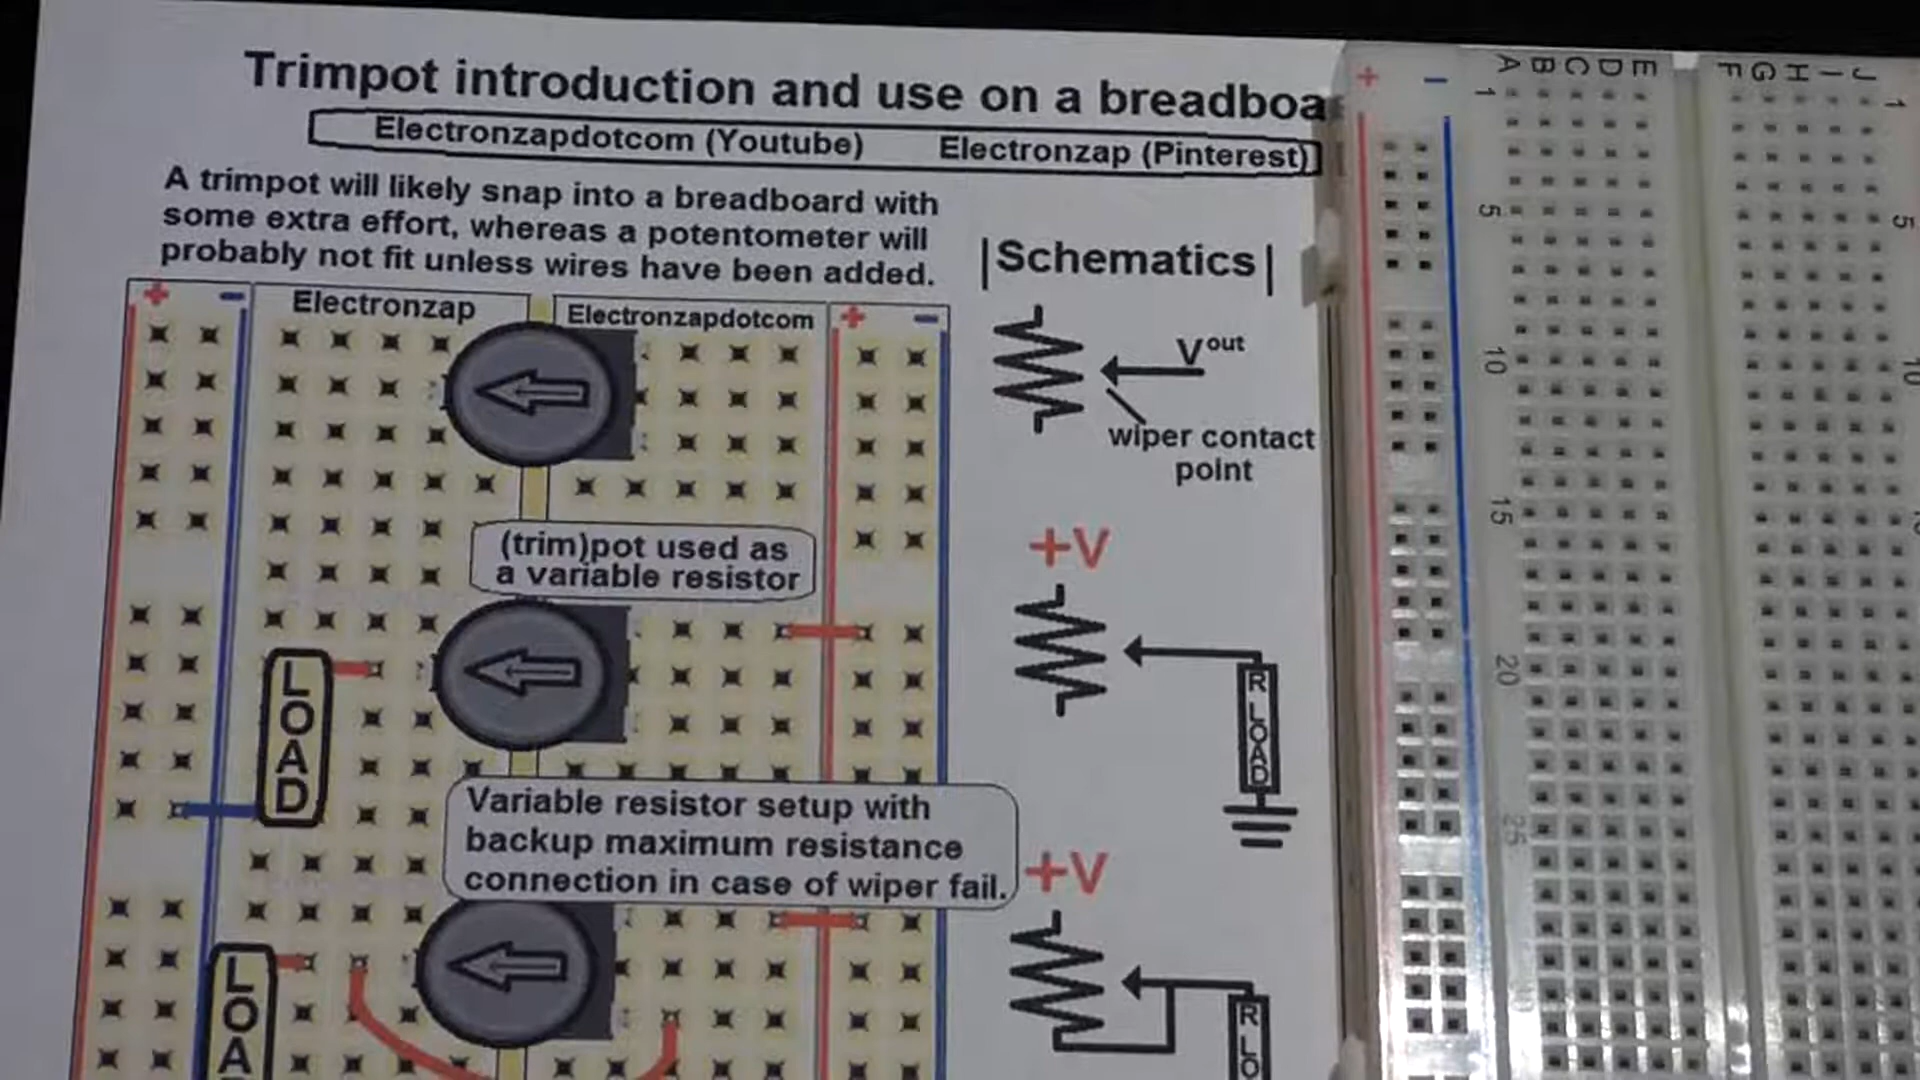 Trimpot introduction and use on a breadboa
Electronzapdotcom (Youtube) Electronzap (Pinterest)
A trimpot will likely snap into a breadboard with
some extra effort, whereas a potentometer will
probably not fit unless wires have been added.
|Schematics|
+ − Electronzap Electronzapdotcom + −
Vout
wiper contact
point
(trim)pot used as
a variable resistor
+V
LOAD
R LOAD
Variable resistor setup with
backup maximum resistance
connection in case of wiper fail.
+V
LOA
R LO
+ − A B C D E F G H I J
1 1
5 5
10 10
15
20
25